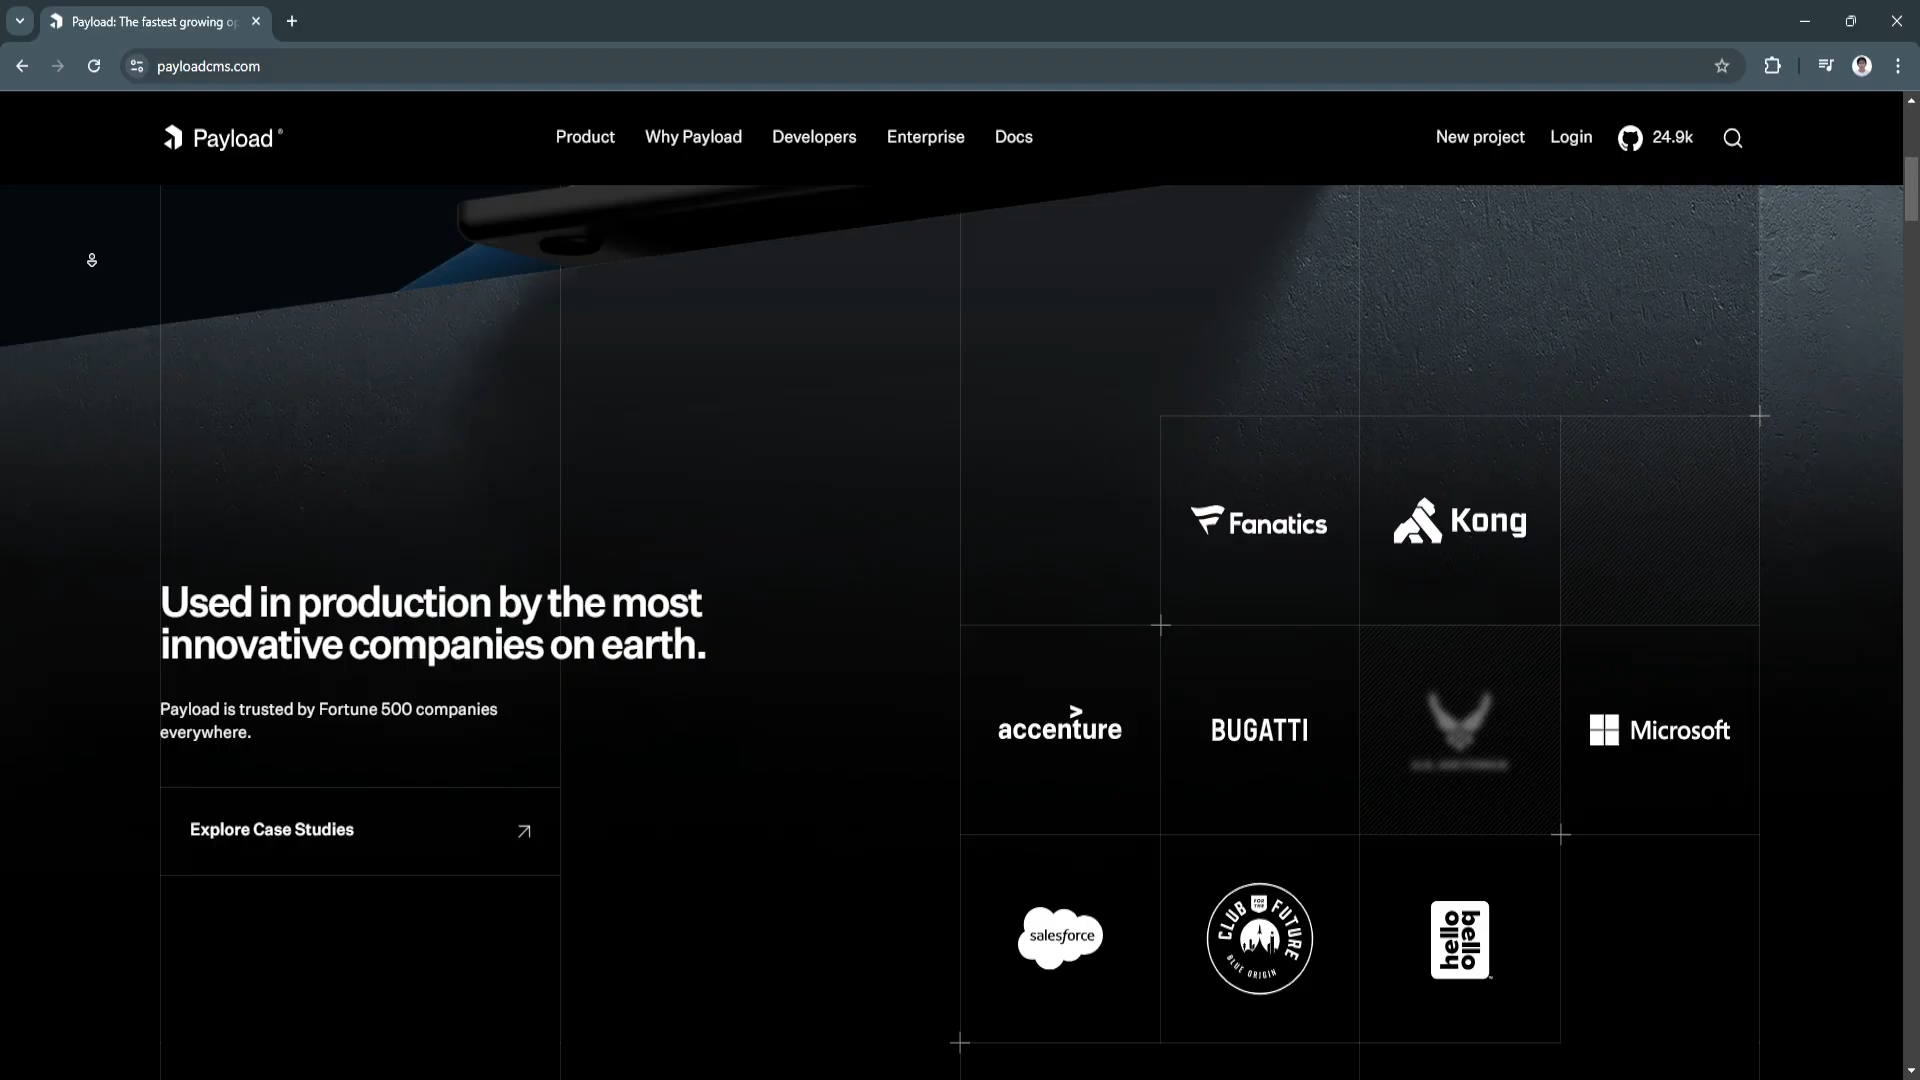 Payload: The fastest growing op
payloadcms.com
Payload
Product
Why Payload
Developers
Enterprise
Docs
New project
Login
24.9k
Fanatics
Kong
Used in production by the most
innovative companies on earth.
Payload is trusted by Fortune 500 companies
everywhere.
accenture
BUGATTI
Microsoft
Explore Case Studies
salesforce
CLUB FOR THE FUTURE
BLUE ORIGIN
hello
bello